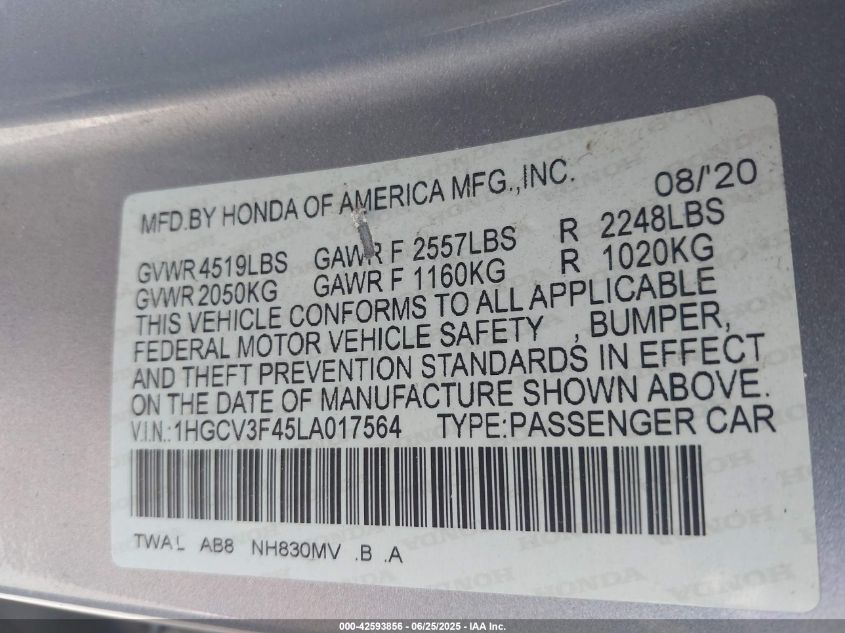 MFD.BY HONDA OF AMERICA MFG.,INC. 08/'20
GVWR 4519LBS GAWR F 2557LBS R 2248LBS
GVWR 2050KG GAWR F 1160KG R 1020KG
THIS VEHICLE CONFORMS TO ALL APPLICABLE
FEDERAL MOTOR VEHICLE SAFETY , BUMPER,
AND THEFT PREVENTION STANDARDS IN EFFECT
ON THE DATE OF MANUFACTURE SHOWN ABOVE.
V.I.N.:1HGCV3F45LA017564 TYPE:PASSENGER CAR
TWAL AB8 NH830MV .B .A
000-42593856 - 06/25/2025 - IAA Inc.